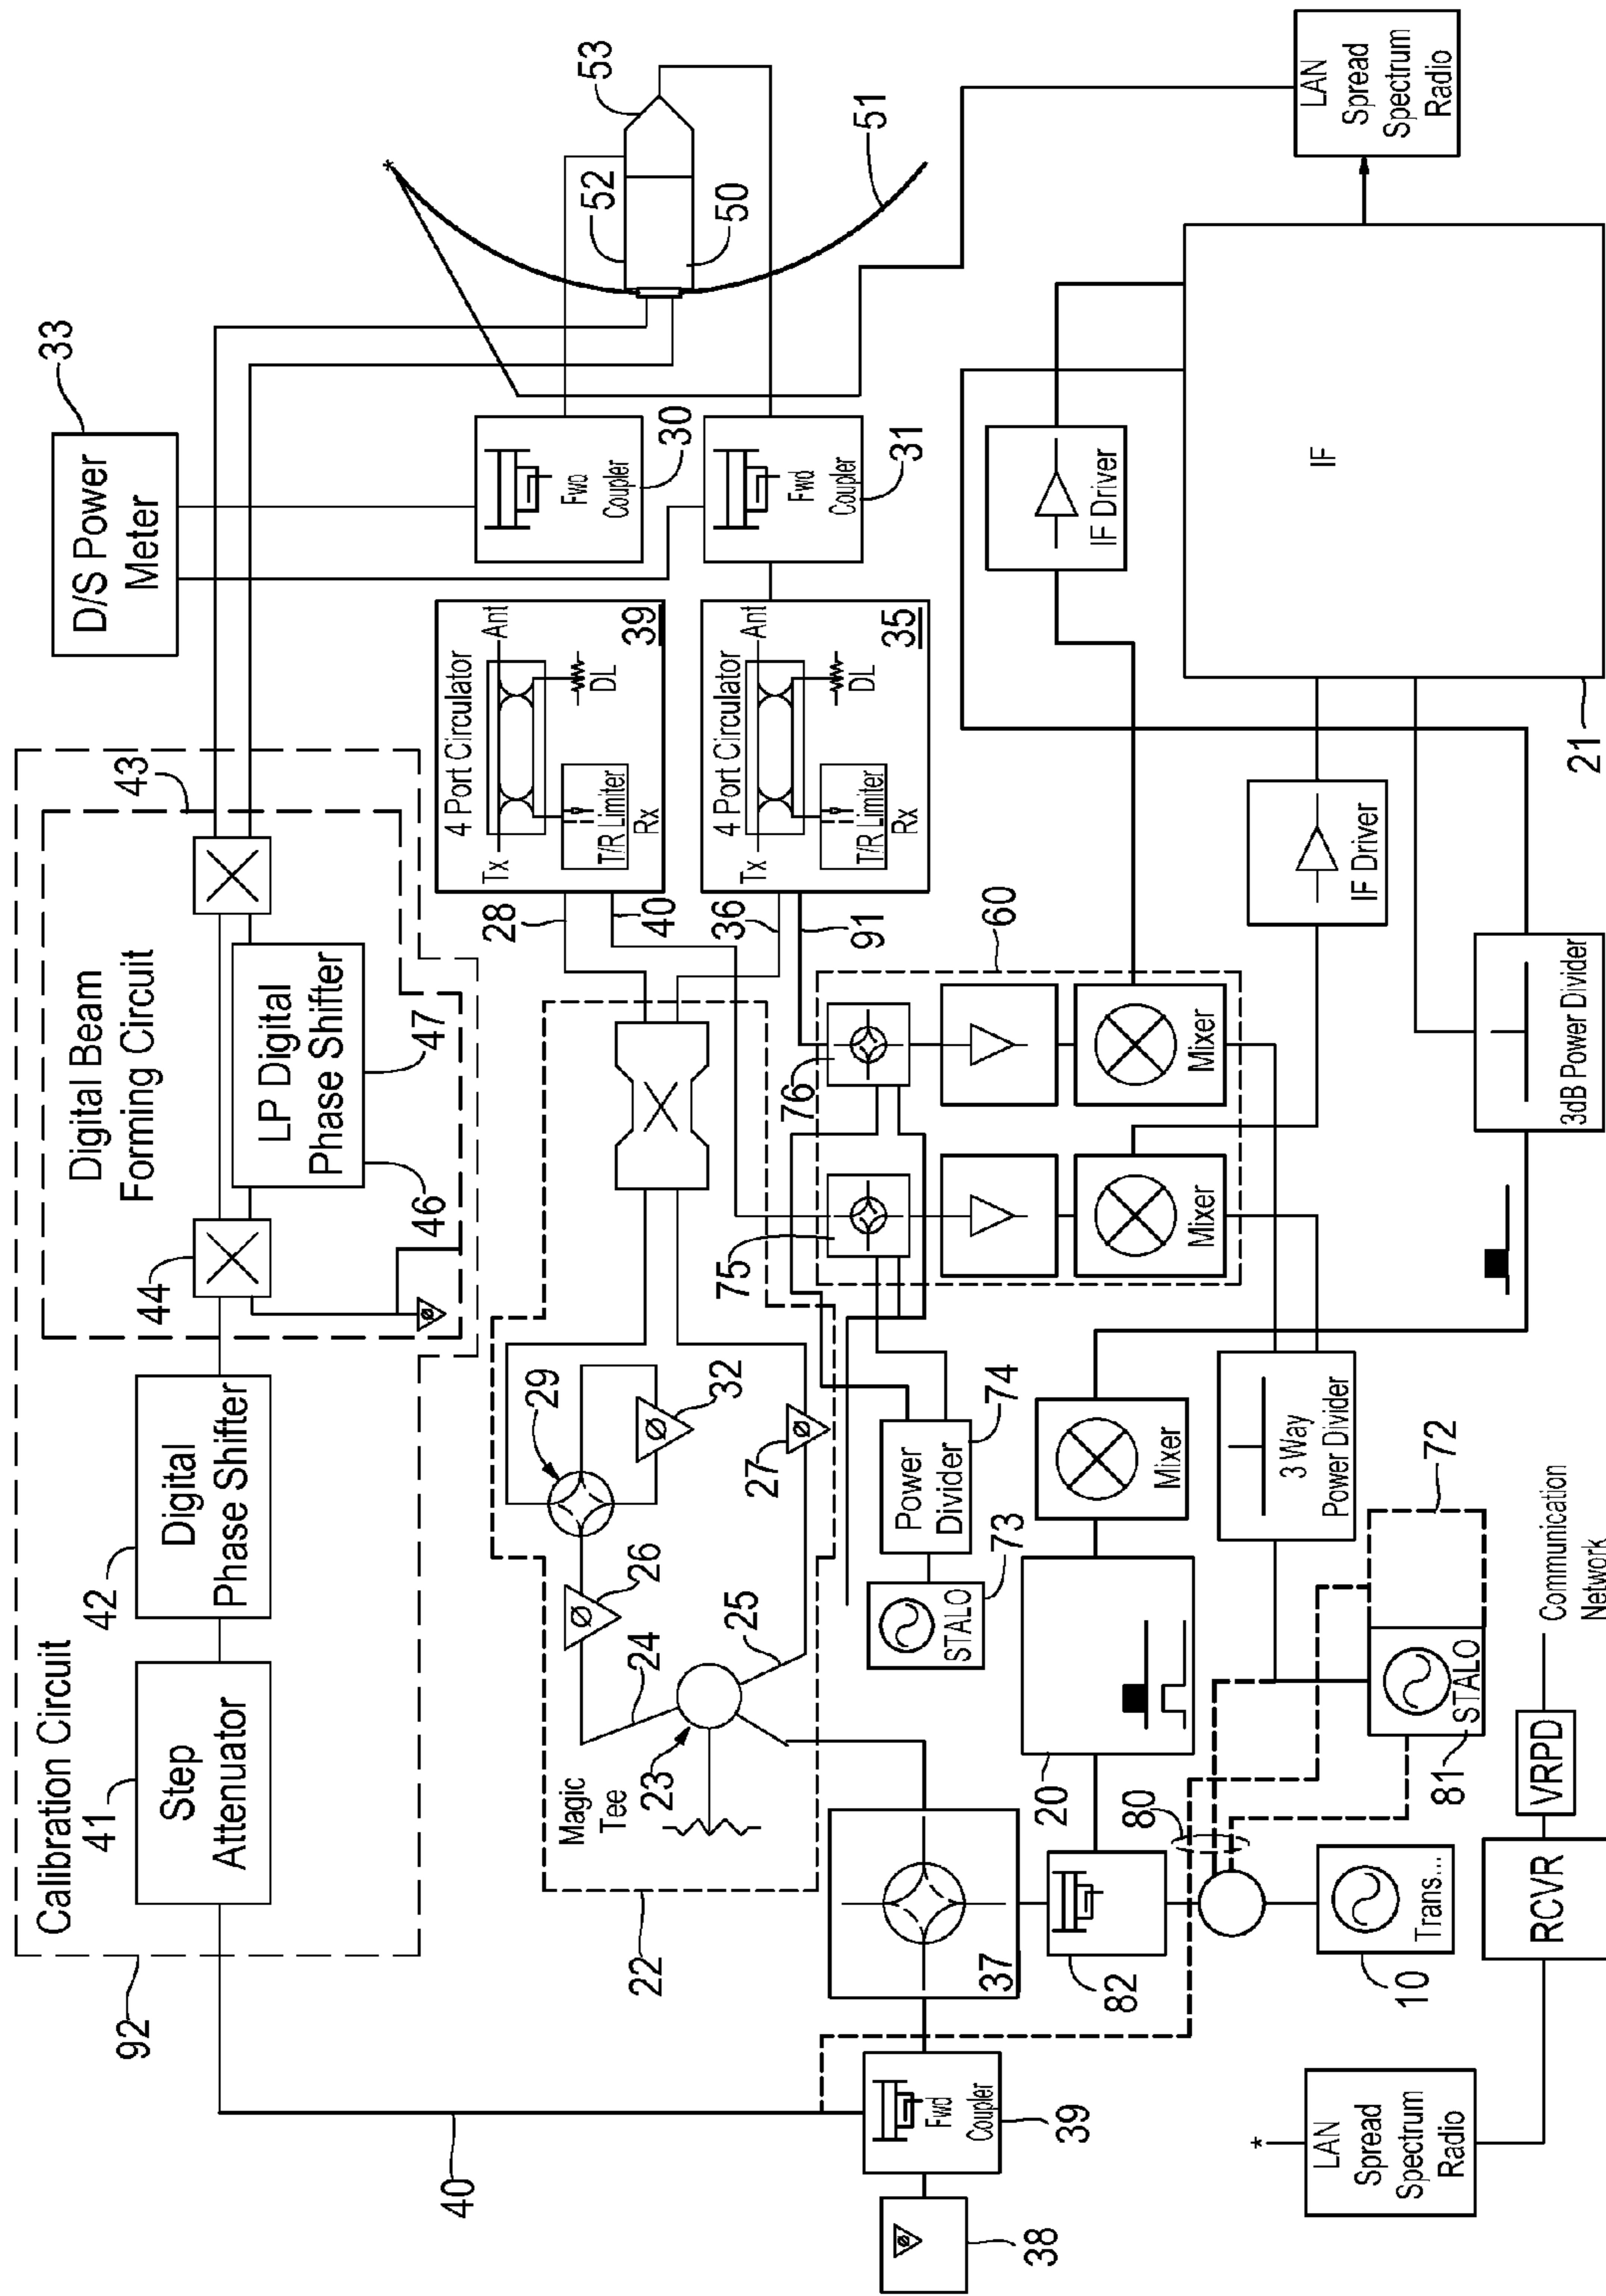 Calibration Circuit
92
41
Step
Attenuator
42
Digital
Phase Shifter
Digital Beam
Forming Circuit
43
44
46
LP Digital
Phase Shifter
47
33
D/S Power
Meter
53
52
50
51
40
22
Magic
Tee
23
24
25
26
29
32
27
28
40
36
91
4 Port Circulator
Tx
Ant
DL
T/R Limiter
Rx
39
4 Port Circulator
Tx
Ant
DL
T/R Limiter
Rx
35
Fwd
Coupler
30
Fwd
Coupler
31
60
75
76
Mixer
Mixer
74
Power
Divider
73
STALO
IF Driver
IF Driver
IF
21
LAN
Spread
Spectrum
Radio
3dB Power Divider
Mixer
3 Way
Power Divider
20
72
STALO
81
80
37
82
Trans...
10
Fwd
Coupler
39
38
*
*
LAN
Spread
Spectrum
Radio
RCVR
VRPD
Communication
Network